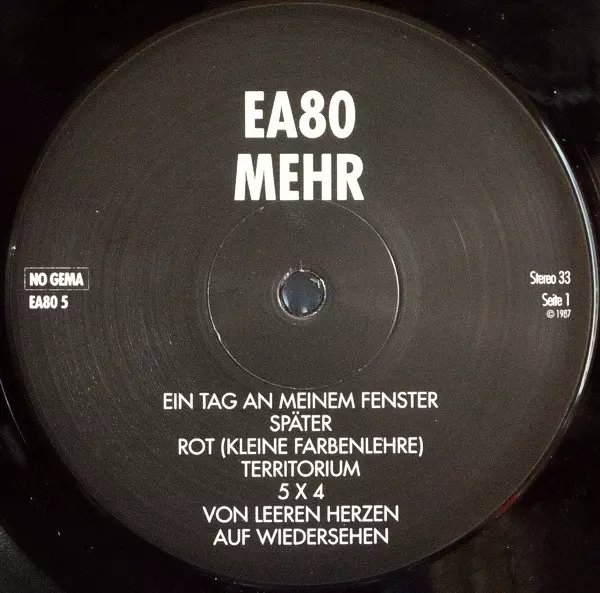 EA80
MEHR
NO GEMA
EA80 5
Stereo 33
Seite 1
© 1987
EIN TAG AN MEINEM FENSTER
SPÄTER
ROT (KLEINE FARBENLEHRE)
TERRITORIUM
5 X 4
VON LEEREN HERZEN
AUF WIEDERSEHEN